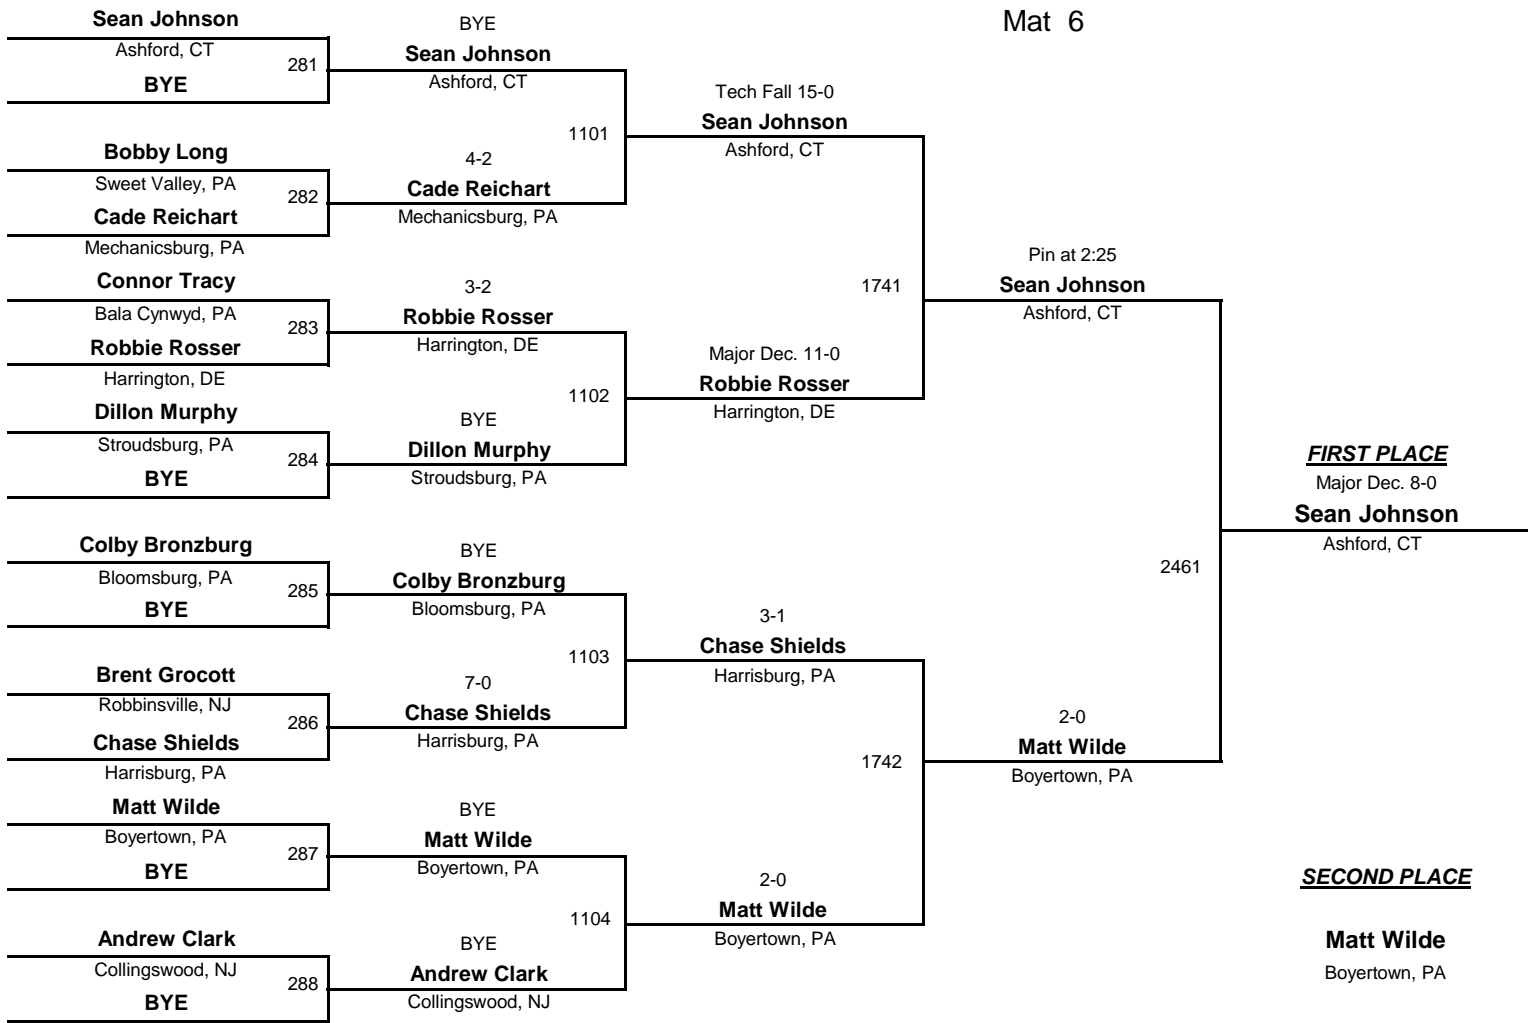 Mat 6
Sean Johnson
Ashford, CT
281
BYE
Bobby Long
Sweet Valley, PA
282
Cade Reichart
Mechanicsburg, PA
Connor Tracy
Bala Cynwyd, PA
283
Robbie Rosser
Harrington, DE
Dillon Murphy
Stroudsburg, PA
284
BYE
Colby Bronzburg
Bloomsburg, PA
285
BYE
Brent Grocott
Robbinsville, NJ
286
Chase Shields
Harrisburg, PA
Matt Wilde
Boyertown, PA
287
BYE
Andrew Clark
Collingswood, NJ
288
BYE
BYE
Sean Johnson
Ashford, CT
1101
4-2
Cade Reichart
Mechanicsburg, PA
3-2
Robbie Rosser
Harrington, DE
1102
BYE
Dillon Murphy
Stroudsburg, PA
BYE
Colby Bronzburg
Bloomsburg, PA
1103
7-0
Chase Shields
Harrisburg, PA
BYE
Matt Wilde
Boyertown, PA
1104
BYE
Andrew Clark
Collingswood, NJ
Tech Fall 15-0
Sean Johnson
Ashford, CT
1741
Major Dec. 11-0
Robbie Rosser
Harrington, DE
3-1
Chase Shields
Harrisburg, PA
1742
2-0
Matt Wilde
Boyertown, PA
Pin at 2:25
Sean Johnson
Ashford, CT
2461
2-0
Matt Wilde
Boyertown, PA
FIRST PLACE
Major Dec. 8-0
Sean Johnson
Ashford, CT
SECOND PLACE
Matt Wilde
Boyertown, PA